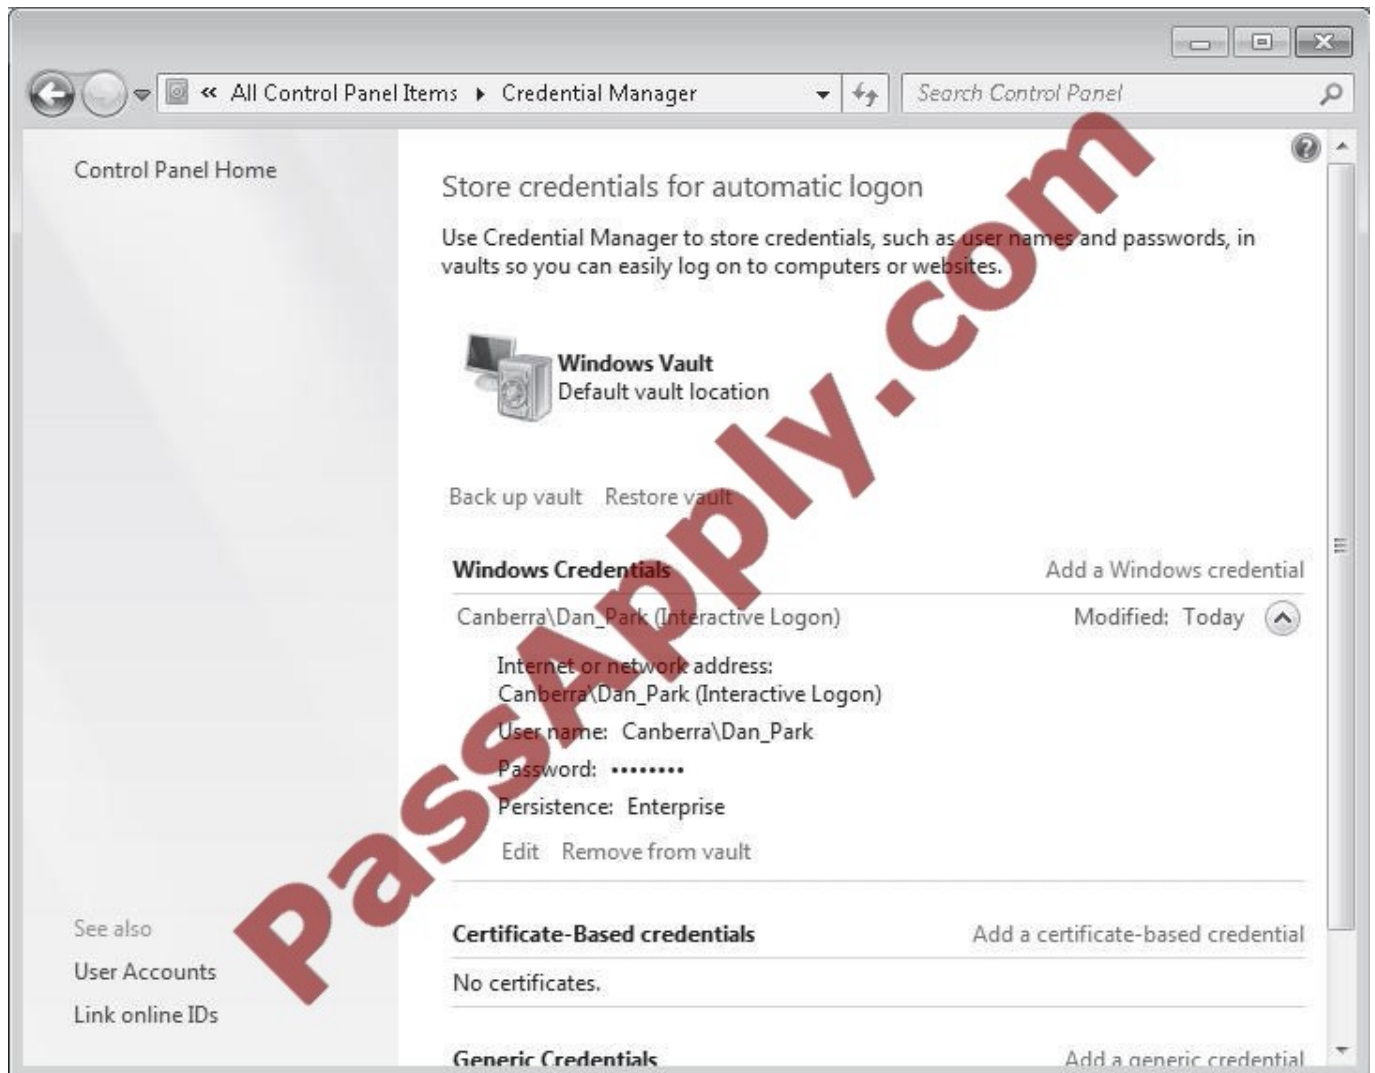 « All Control Panel Items ▸ Credential Manager
Search Control Panel
Control Panel Home
Store credentials for automatic logon
Use Credential Manager to store credentials, such as user names and passwords, in
vaults so you can easily log on to computers or websites.
Windows Vault
Default vault location
Back up vault Restore vault
Windows Credentials Add a Windows credential
Canberra\Dan_Park (Interactive Logon) Modified: Today
Internet or network address:
Canberra\Dan_Park (Interactive Logon)
User name: Canberra\Dan_Park
Password: ••••••••
Persistence: Enterprise
Edit Remove from vault
Certificate-Based credentials Add a certificate-based credential
No certificates.
Generic Credentials Add a generic credential
See also
User Accounts
Link online IDs
PassApply.com